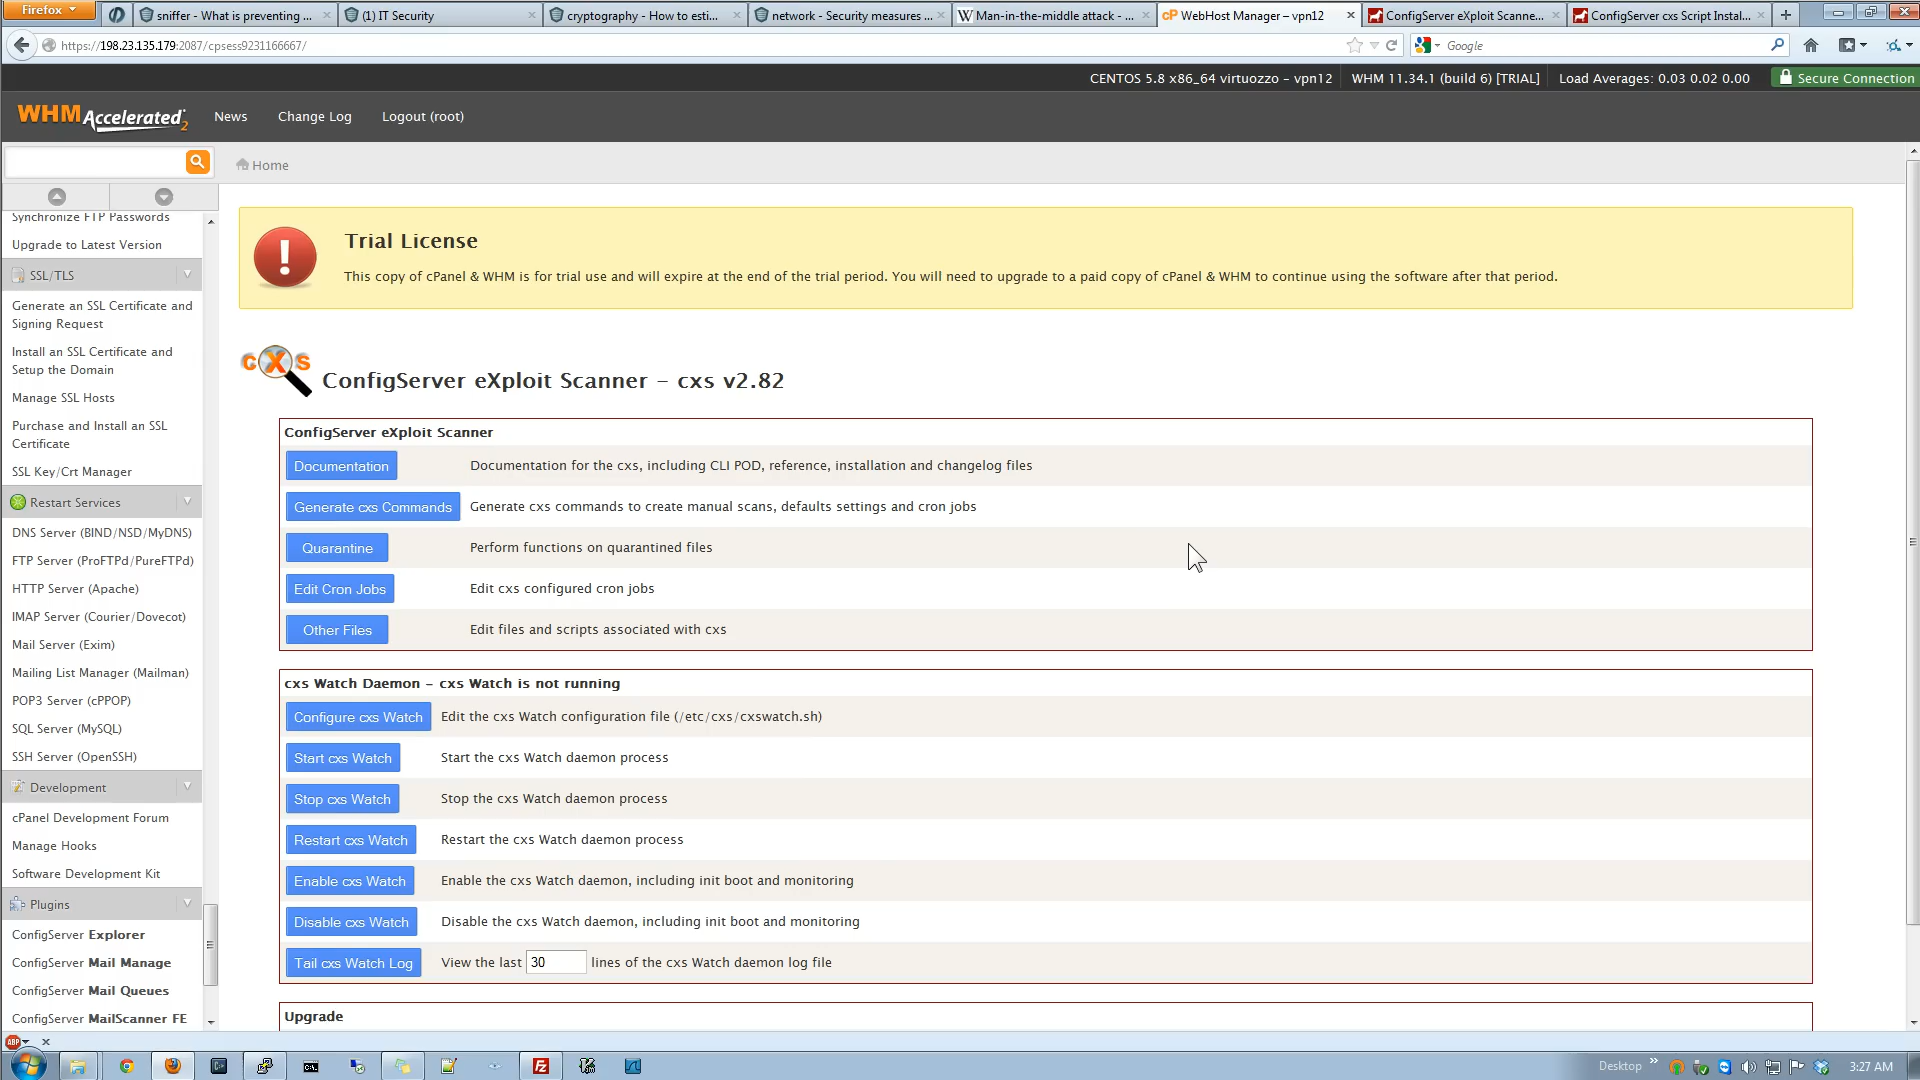 Firefox
sniffer - What is preventing ...
(1) IT Security
cryptography - How to esti...
network - Security measures ...
Man-in-the-middle attack - ...
cP WebHost Manager – vpn12
ConfigServer eXploit Scanne...
ConfigServer cxs Script Instal...
https://198.23.135.179:2087/cpsess9231166667/
Google
CENTOS 5.8 x86_64 virtuozzo – vpn12
WHM 11.34.1 (build 6) [TRIAL]
Load Averages: 0.03 0.02 0.00
Secure Connection
WHM Accelerated2
News
Change Log
Logout (root)
Home
Synchronize FTP Passwords
Upgrade to Latest Version
SSL/TLS
Generate an SSL Certificate and
Signing Request
Install an SSL Certificate and
Setup the Domain
Manage SSL Hosts
Purchase and Install an SSL
Certificate
SSL Key/Crt Manager
Restart Services
DNS Server (BIND/NSD/MyDNS)
FTP Server (ProFTPd/PureFTPd)
HTTP Server (Apache)
IMAP Server (Courier/Dovecot)
Mail Server (Exim)
Mailing List Manager (Mailman)
POP3 Server (cPPOP)
SQL Server (MySQL)
SSH Server (OpenSSH)
Development
cPanel Development Forum
Manage Hooks
Software Development Kit
Plugins
ConfigServer Explorer
ConfigServer Mail Manage
ConfigServer Mail Queues
ConfigServer MailScanner FE
Trial License
This copy of cPanel & WHM is for trial use and will expire at the end of the trial period. You will need to upgrade to a paid copy of cPanel & WHM to continue using the software after that period.
cXs
ConfigServer eXploit Scanner – cxs v2.82
ConfigServer eXploit Scanner
Documentation Documentation for the cxs, including CLI POD, reference, installation and changelog files
Generate cxs Commands Generate cxs commands to create manual scans, defaults settings and cron jobs
Quarantine Perform functions on quarantined files
Edit Cron Jobs Edit cxs configured cron jobs
Other Files Edit files and scripts associated with cxs
cxs Watch Daemon – cxs Watch is not running
Configure cxs Watch Edit the cxs Watch configuration file (/etc/cxs/cxswatch.sh)
Start cxs Watch Start the cxs Watch daemon process
Stop cxs Watch Stop the cxs Watch daemon process
Restart cxs Watch Restart the cxs Watch daemon process
Enable cxs Watch Enable the cxs Watch daemon, including init boot and monitoring
Disable cxs Watch Disable the cxs Watch daemon, including init boot and monitoring
Tail cxs Watch Log View the last 30 lines of the cxs Watch daemon log file
Upgrade
ABP
Desktop
3:27 AM